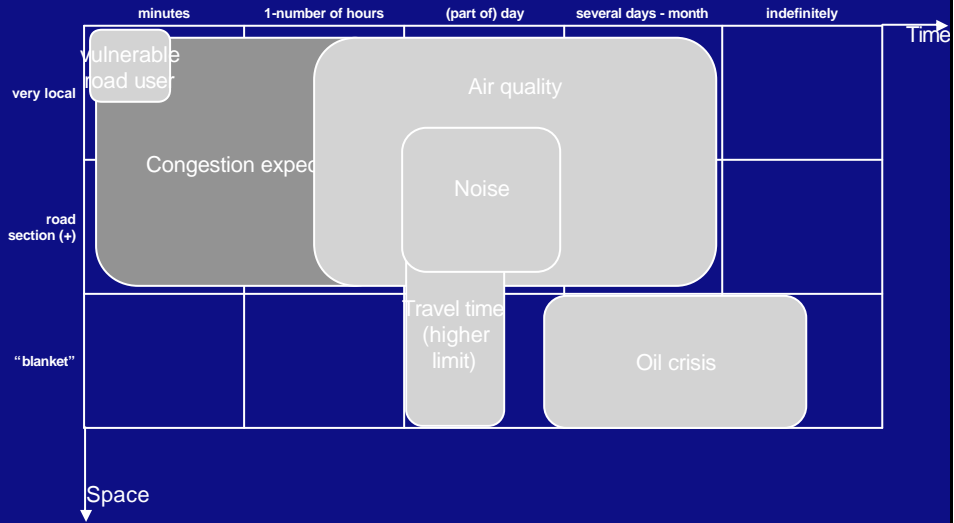 minutes
1-number of hours
(part of) day
several days - month
indefinitely
Time
vulnerable
road user
very local
Air quality
Congestion expec
Noise
road
section (+)
Travel time
(higher
limit)
“blanket”
Oil crisis
Space